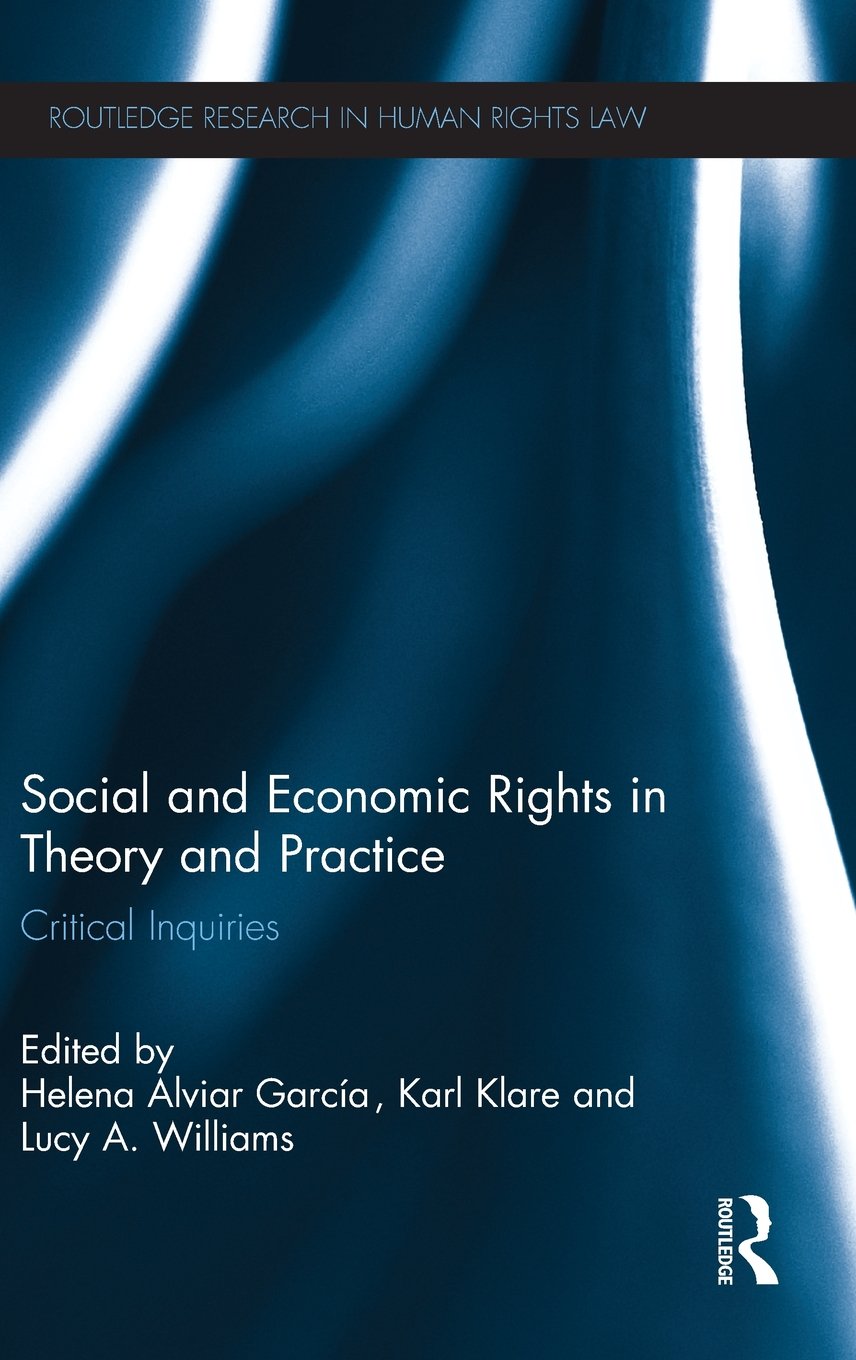 ROUTLEDGE RESEARCH IN HUMAN RIGHTS LAW
Social and Economic Rights in
Theory and Practice
Critical Inquiries
Edited by
Helena Alviar García, Karl Klare and
Lucy A. Williams
ROUTLEDGE